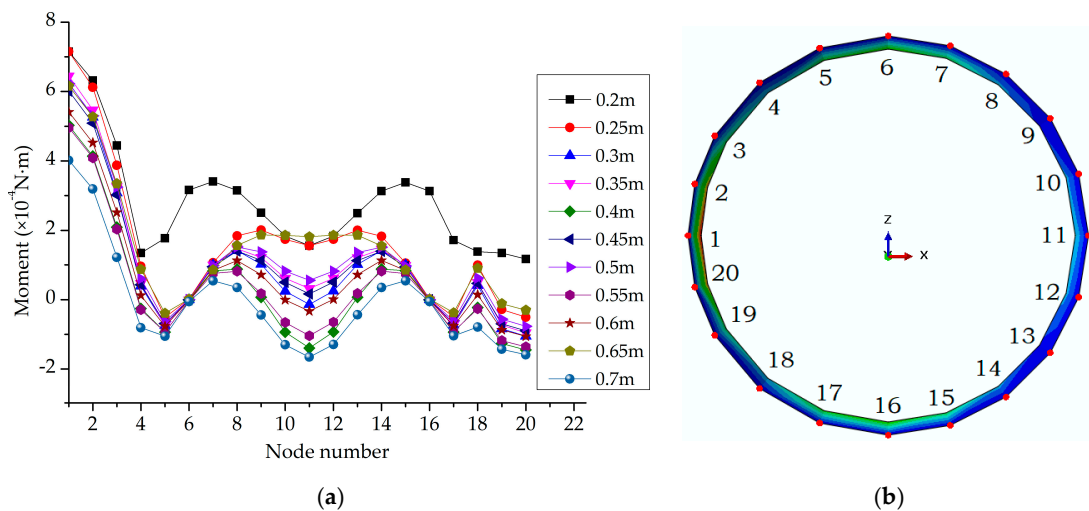 8
6
4
2
0
-2
Moment (×10⁻⁴N·m)
2 4 6 8 10 12 14 16 18 20 22
Node number
0.2m
0.25m
0.3m
0.35m
0.4m
0.45m
0.5m
0.55m
0.6m
0.65m
0.7m
(a)
1
2
3
4
5
6
7
8
9
10
11
12
13
14
15
16
17
18
19
20
z
x
(b)